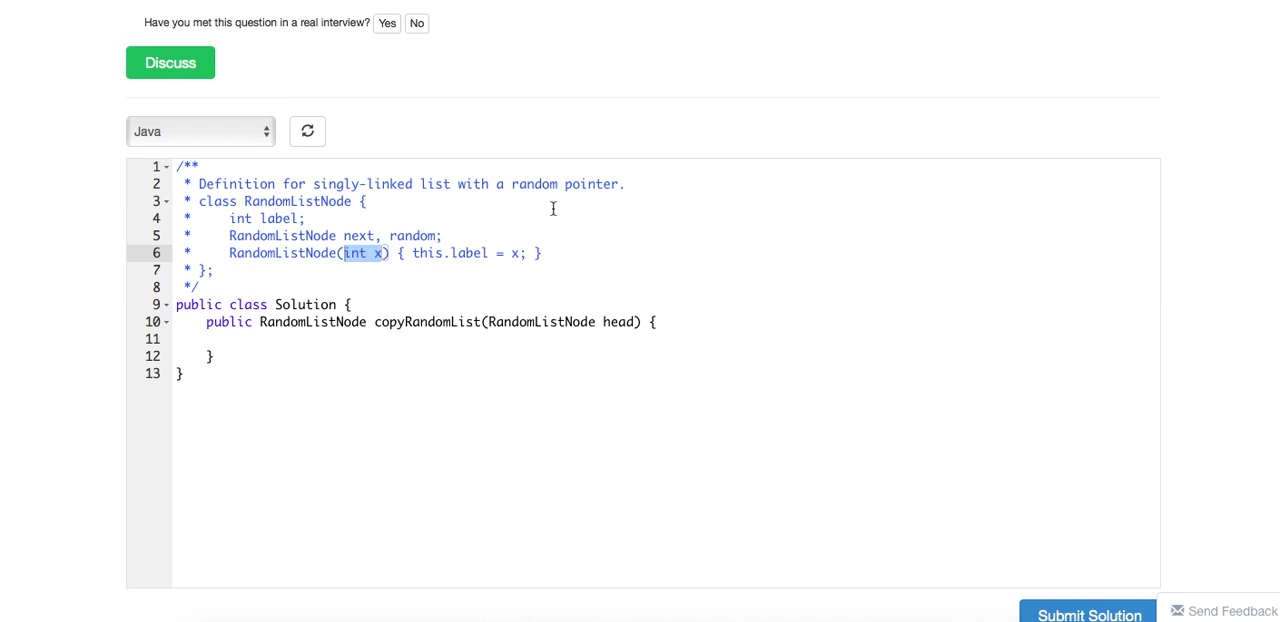 Have you met this question in a real interview? Yes No
Discuss
Java
1 /**
2 * Definition for singly-linked list with a random pointer.
3 * class RandomListNode {
4 * int label;
5 * RandomListNode next, random;
6 * RandomListNode(int x) { this.label = x; }
7 * };
8 */
9 public class Solution {
10 public RandomListNode copyRandomList(RandomListNode head) {
11
12 }
13 }
Submit Solution
Send Feedback